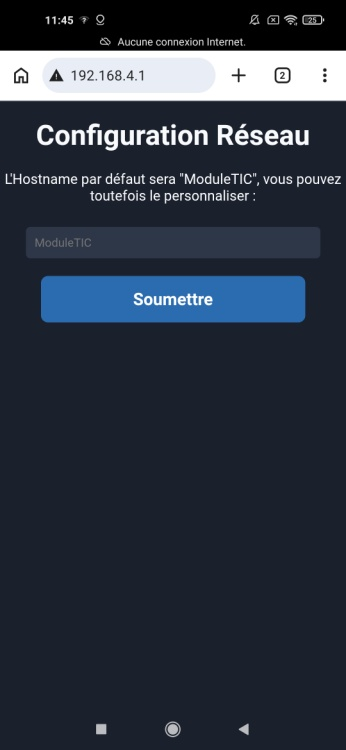 11:45
25
Aucune connexion Internet.
192.168.4.1
2
Configuration Réseau
L'Hostname par défaut sera "ModuleTIC", vous pouvez
toutefois le personnaliser :
ModuleTIC
Soumettre